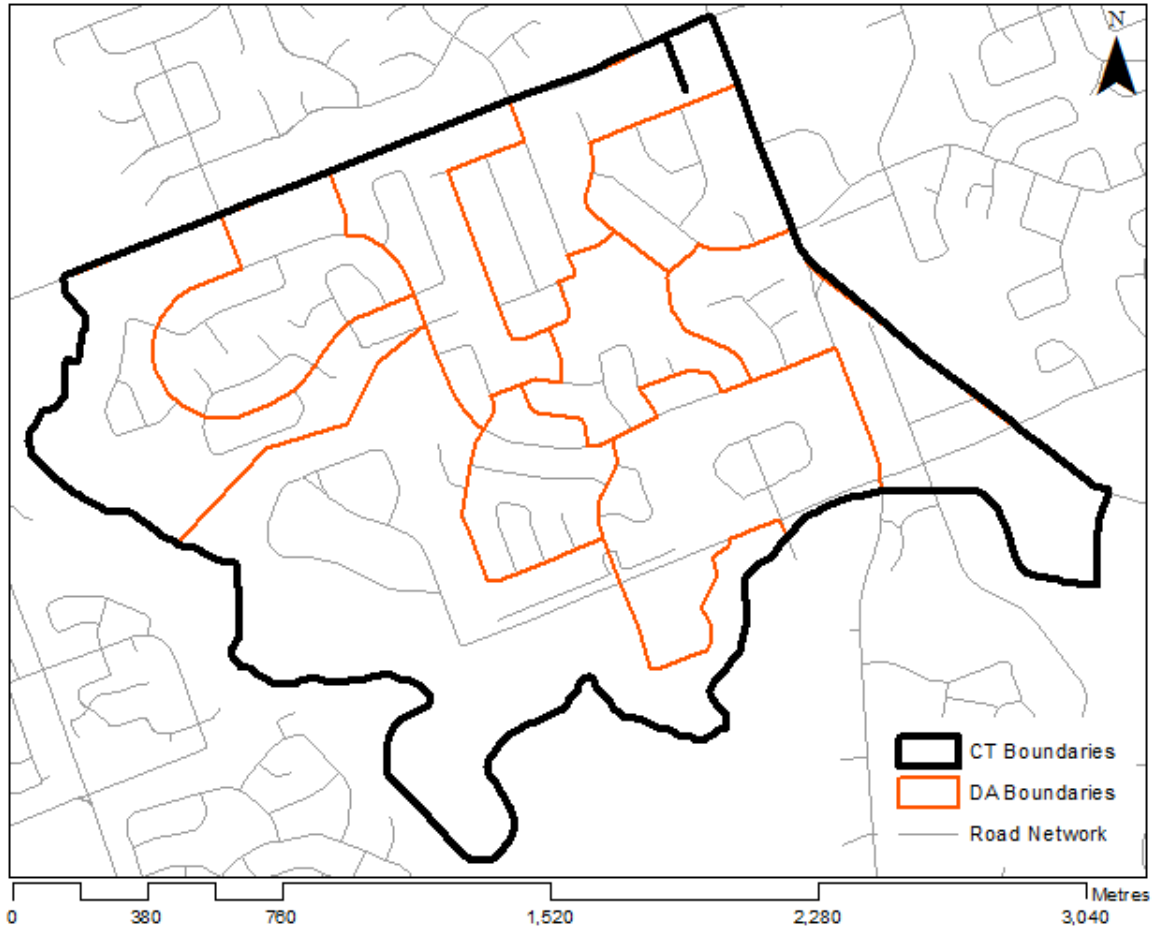 N
CT Boundaries
DA Boundaries
Road Network
Metres
0 380 760 1,520 2,280 3,040